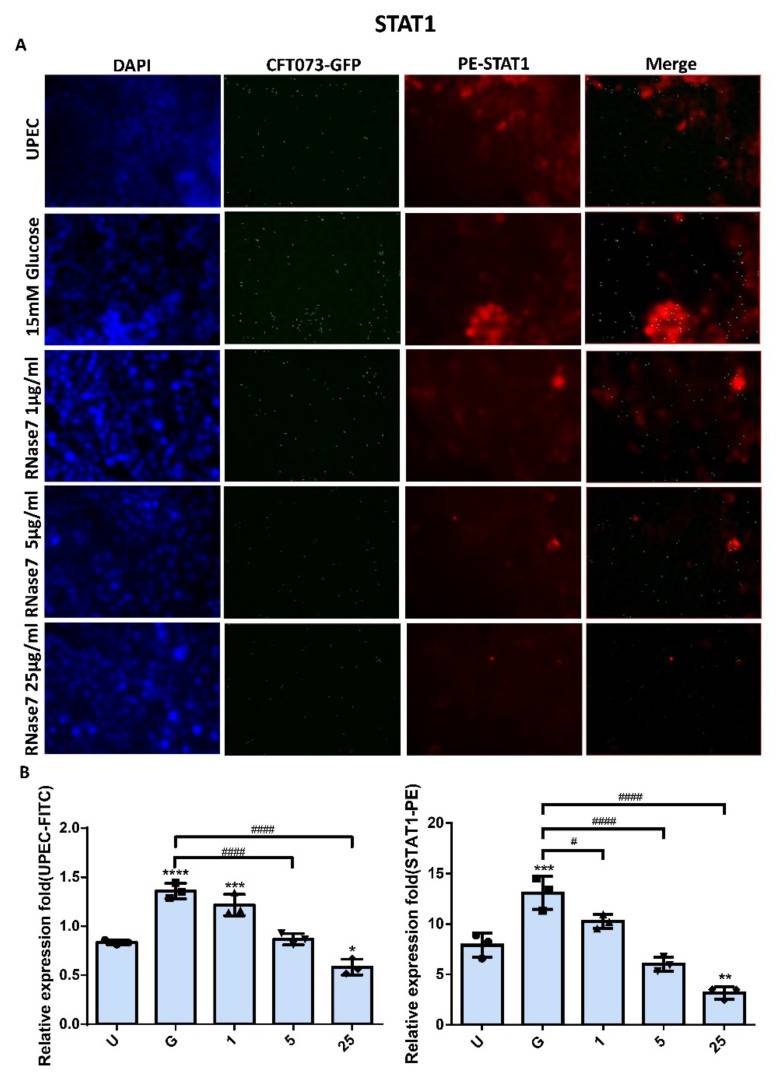 STAT1
A
DAPI CFT073-GFP PE-STAT1 Merge
UPEC
15mM Glucose
RNase7 1μg/ml
RNase7 5μg/ml
RNase7 25μg/ml
B
Relative expression fold(UPEC-FITC)
2.0
1.5
1.0
0.5
0.0
####
####
****
***
*
U G 1 5 25
Relative expression fold(STAT1-PE)
20
15
10
5
0
####
####
#
***
**
U G 1 5 25